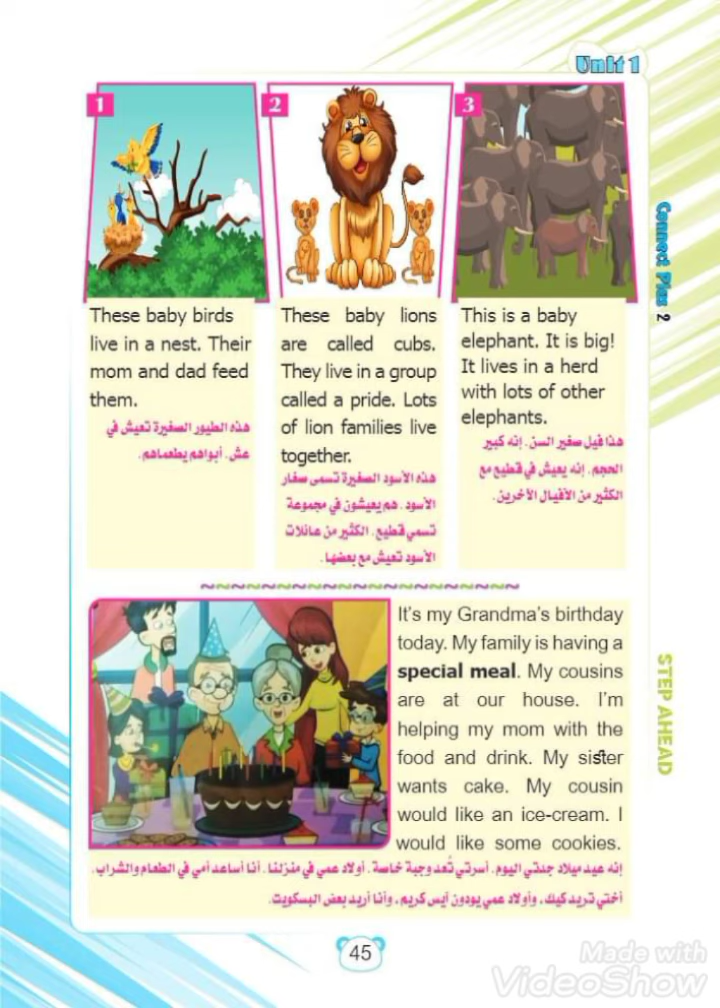 Unit 1
1
2
3
These baby birds
live in a nest. Their
mom and dad feed
them.
هذه الطيور الصغيرة تعيش في
عش. أبواهم يطعماهم.
These baby lions
are called cubs.
They live in a group
called a pride. Lots
of lion families live
together.
هذه الأسود الصغيرة تسمى صغار
الأسود. هم يعيشون في مجموعة
تسمي قطيع. الكثير من عائلات
الأسود تعيش مع بعضها.
This is a baby
elephant. It is big!
It lives in a herd
with lots of other
elephants.
هذا فيل صغير السن. إنه كبير
الحجم. إنه يعيش في قطيع مع
الكثير من الأفيال الآخرين.
Connect Plus 2
STEP AHEAD
It's my Grandma's birthday
today. My family is having a
special meal. My cousins
are at our house. I'm
helping my mom with the
food and drink. My sister
wants cake. My cousin
would like an ice-cream. I
would like some cookies.
إنه عيد ميلاد جدتي اليوم. أسرتي تُعد وجبة خاصة. أولاد عمي في منزلنا. أنا أساعد أمي في الطعام والشراب.
أختي تريد كيك، وأولاد عمي يودون آيس كريم، وأنا أريد بعض البسكويت.
45
Made with
VideoShow